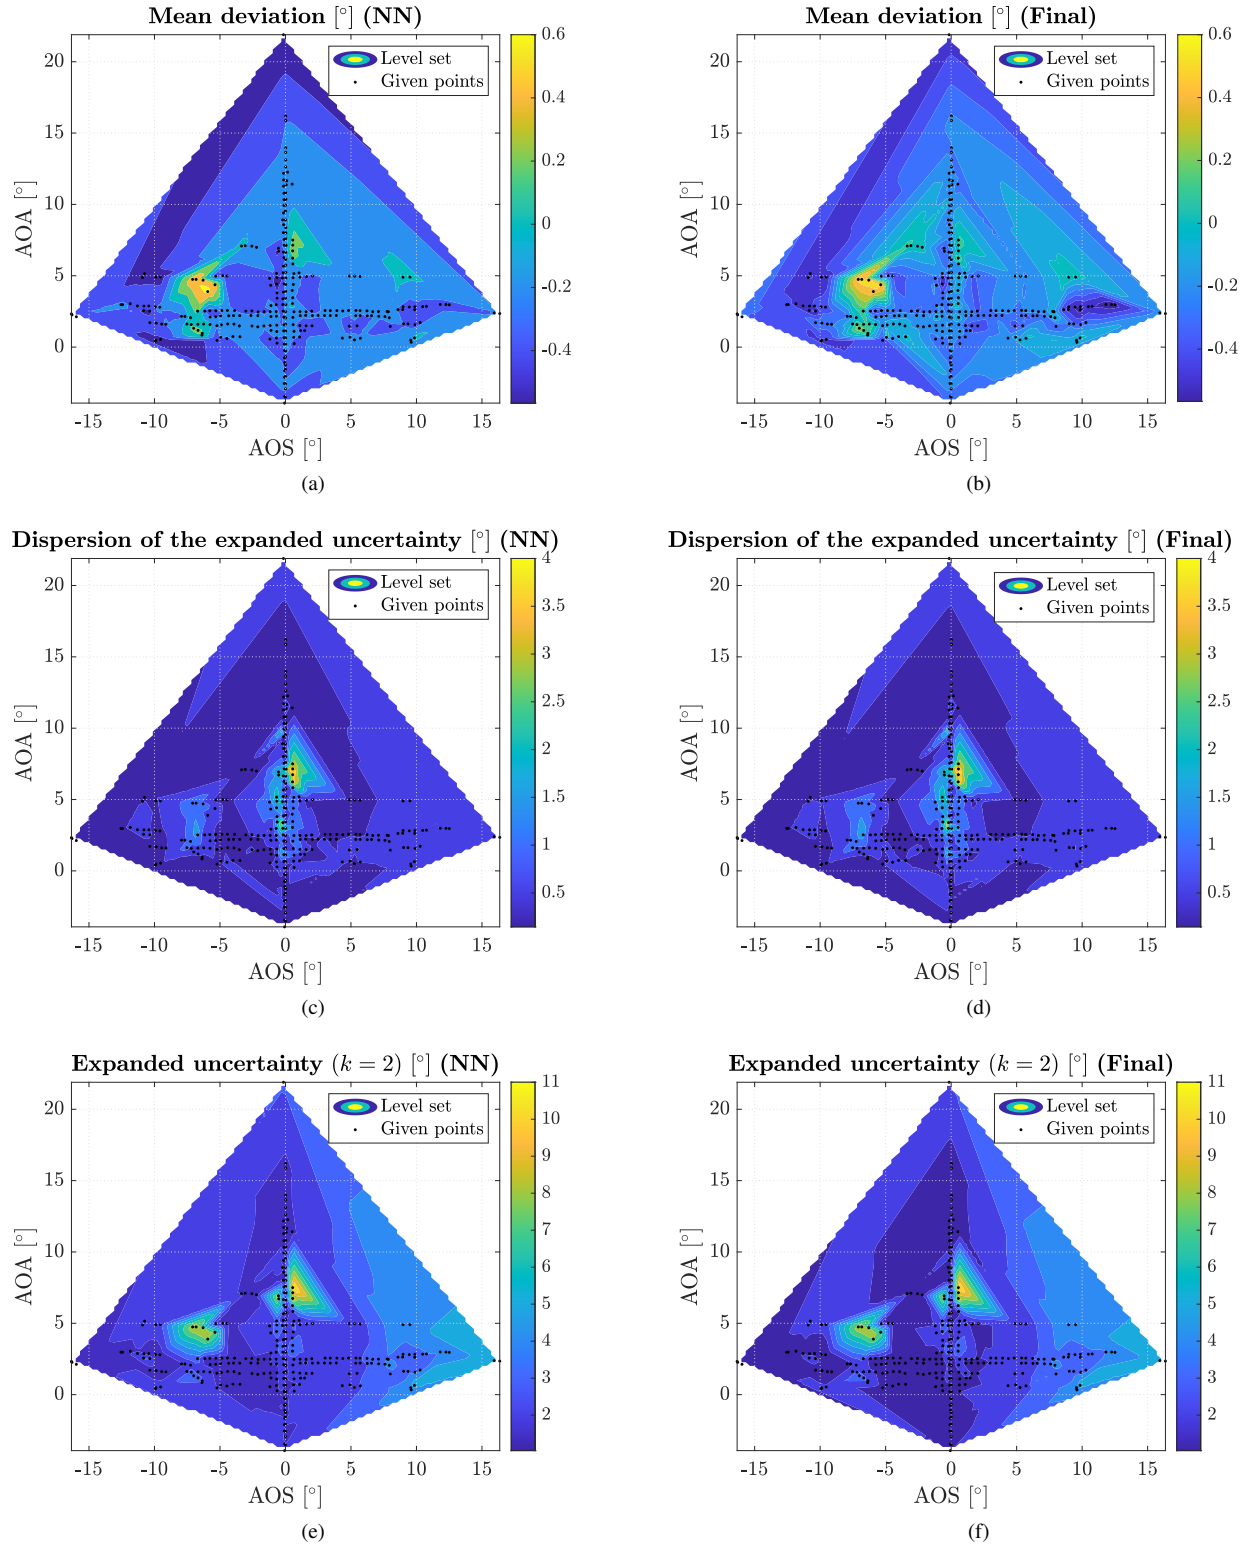 Mean deviation [°] (NN)
Level set
Given points
0.6
0.4
0.2
0
-0.2
-0.4
20
15
10
5
0
AOA [°]
-15 -10 -5 0 5 10 15
AOS [°]
(a)
Mean deviation [°] (Final)
Level set
Given points
0.6
0.4
0.2
0
-0.2
-0.4
20
15
10
5
0
AOA [°]
-15 -10 -5 0 5 10 15
AOS [°]
(b)
Dispersion of the expanded uncertainty [°] (NN)
Level set
Given points
4
3.5
3
2.5
2
1.5
1
0.5
20
15
10
5
0
AOA [°]
-15 -10 -5 0 5 10 15
AOS [°]
(c)
Dispersion of the expanded uncertainty [°] (Final)
Level set
Given points
4
3.5
3
2.5
2
1.5
1
0.5
20
15
10
5
0
AOA [°]
-15 -10 -5 0 5 10 15
AOS [°]
(d)
Expanded uncertainty (k = 2) [°] (NN)
Level set
Given points
11
10
9
8
7
6
5
4
3
2
20
15
10
5
0
AOA [°]
-15 -10 -5 0 5 10 15
AOS [°]
(e)
Expanded uncertainty (k = 2) [°] (Final)
Level set
Given points
11
10
9
8
7
6
5
4
3
2
20
15
10
5
0
AOA [°]
-15 -10 -5 0 5 10 15
AOS [°]
(f)